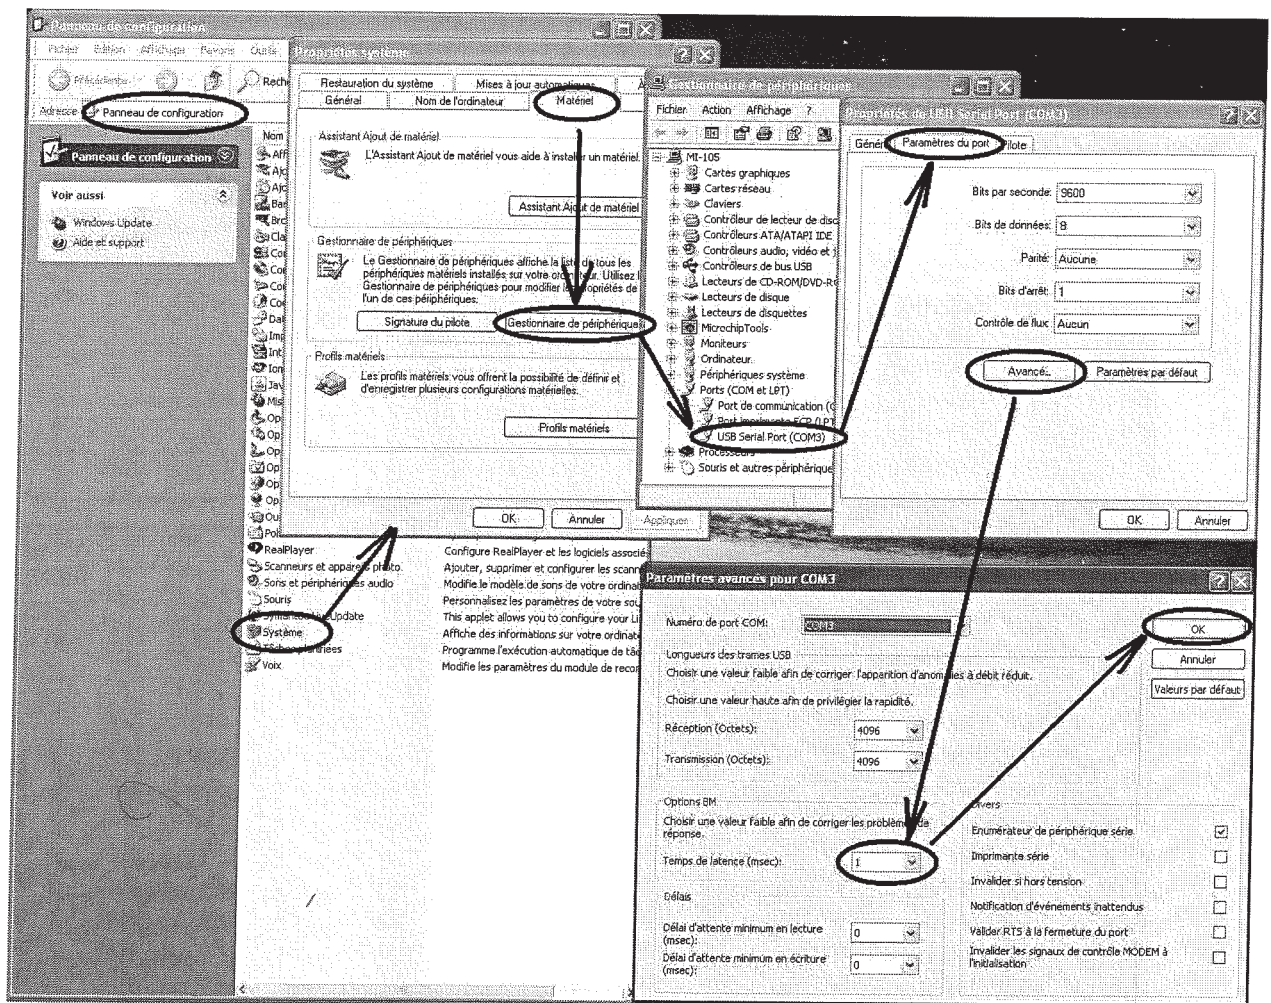 Panneau de configuration
Fichier Edition Affichage Favoris Outils
Précédente
Reche
Adresse
Panneau de configuration
Panneau de configuration
Voir aussi
Windows Update
Aide et support
Nom
RealPlayer
Scanneurs et appareils photo
Sons et périphériques audio
Souris
Système
Tâches planifiées
Voix
Configure RealPlayer et les logiciels associé
Ajouter, supprimer et configurer les scann
Modifie le modèle de sons de votre ordinat
Personnalisez les paramètres de votre sou
This applet allows you to configure your Li
Affiche des informations sur votre ordinate
Programme l'exécution automatique de tâc
Modifie les paramètres du module de recor
Propriétés système
Restauration du système
Mises à jour automatiques
Général
Nom de l'ordinateur
Matériel
Assistant Ajout de matériel
L'Assistant Ajout de matériel vous aide à installer un matériel.
Assistant Ajout de matériel
Gestionnaire de périphériques
Le Gestionnaire de périphériques affiche la liste de tous les
périphériques matériels installés sur votre ordinateur. Utilisez l
Gestionnaire de périphériques pour modifier les propriétés de
l'un de ces périphériques.
Signature du pilote
Gestionnaire de périphérique
Profils matériels
Les profils matériels vous offrent la possibilité de définir et
d'enregistrer plusieurs configurations matérielles.
Profils matériels
OK
Annuler
Appliquer
Gestionnaire de périphériques
Fichier Action Affichage ?
MI-105
Cartes graphiques
Cartes réseau
Claviers
Contrôleur de lecteur de disc
Contrôleurs ATA/ATAPI IDE
Contrôleurs audio, vidéo et j
Contrôleurs de bus USB
Lecteurs de CD-ROM/DVD-R
Lecteurs de disque
Lecteurs de disquettes
MicrochipTools
Moniteurs
Ordinateur
Périphériques système
Ports (COM et LPT)
Port de communication (C
Port imprimante ECP (LPT
USB Serial Port (COM3)
Processeurs
Souris et autres périphérique
Propriétés de USB Serial Port (COM3)
Général
Paramètres du port
Pilote
Bits par seconde: 9600
Bits de données: 8
Parité: Aucune
Bits d'arrêt: 1
Contrôle de flux: Aucun
Avancé...
Paramètres par défaut
OK
Annuler
Paramètres avancés pour COM3
Numéro de port COM: COM3
OK
Annuler
Valeurs par défaut
Longueurs des trames USB
Choisir une valeur faible afin de corriger l'apparition d'anomalies à débit réduit.
Choisir une valeur haute afin de privilégier la rapidité.
Réception (Octets): 4096
Transmission (Octets): 4096
Options BM
Choisir une valeur faible afin de corriger les problèmes de
réponse.
Temps de latence (msec): 1
Délais
Délai d'attente minimum en lecture
(msec): 0
Délai d'attente minimum en écriture
(msec): 0
Divers
Enumérateur de périphérique série
Imprimante série
Invalider si hors tension
Notification d'événements inattendus
Valider RTS à la fermeture du port
Invalider les signaux de contrôle MODEM à
l'initialisation